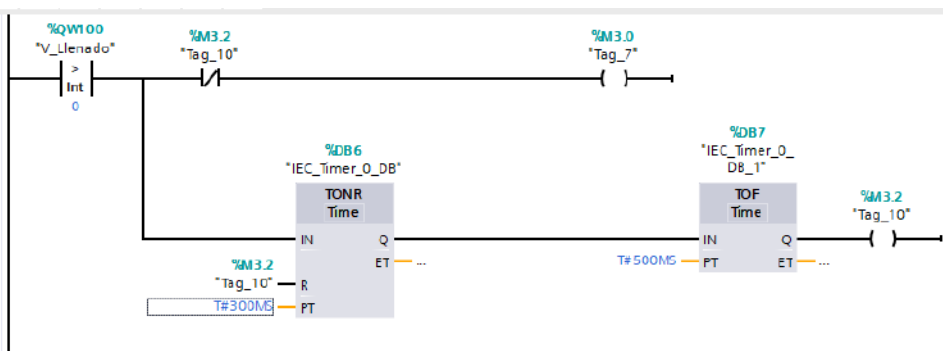 %QW100
"V_Llenado"
>
Int
0
%M3.2
"Tag_10"
%M3.0
"Tag_7"
%DB6
"IEC_Timer_0_DB"
TONR
Time
IN
Q
ET
...
%M3.2
"Tag_10"
R
T#300MS
PT
%DB7
"IEC_Timer_0_
DB_1"
TOF
Time
IN
Q
T#500MS
PT
ET
...
%M3.2
"Tag_10"